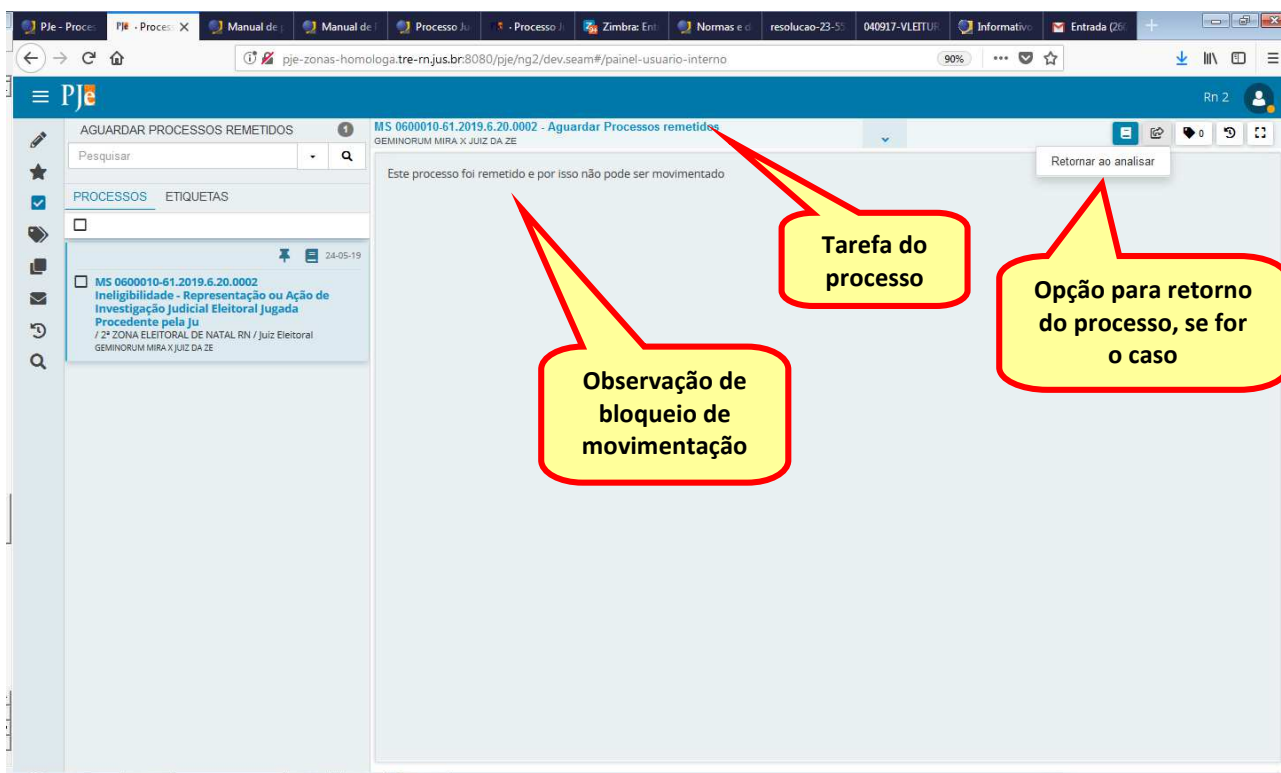 PJe - Proces
PJe - Proces
Manual de
Manual de
Processo Ju
- Processo J
Zimbra: Ent
Normas e d
resolucao-23-55
040917-VLEITUR
Informativo
Entrada (26
pje-zonas-homologa.tre-rn.jus.br:8080/pje/ng2/dev.seam#/painel-usuario-interno
90%
PJe
Rn 2
AGUARDAR PROCESSOS REMETIDOS 1
Pesquisar
PROCESSOS ETIQUETAS
24-05-19
MS 0600010-61.2019.6.20.0002
Ineligibilidade - Representação ou Ação de
Investigação Judicial Eleitoral Jugada
Procedente pela Ju
/ 2ª ZONA ELEITORAL DE NATAL RN / Juiz Eleitoral
GEMINORUM MIRA X JUIZ DA ZE
MS 0600010-61.2019.6.20.0002 - Aguardar Processos remetidos
GEMINORUM MIRA X JUIZ DA ZE
0
Retornar ao analisar
Este processo foi remetido e por isso não pode ser movimentado
Tarefa do
processo
Opção para retorno
do processo, se for
o caso
Observação de
bloqueio de
movimentação